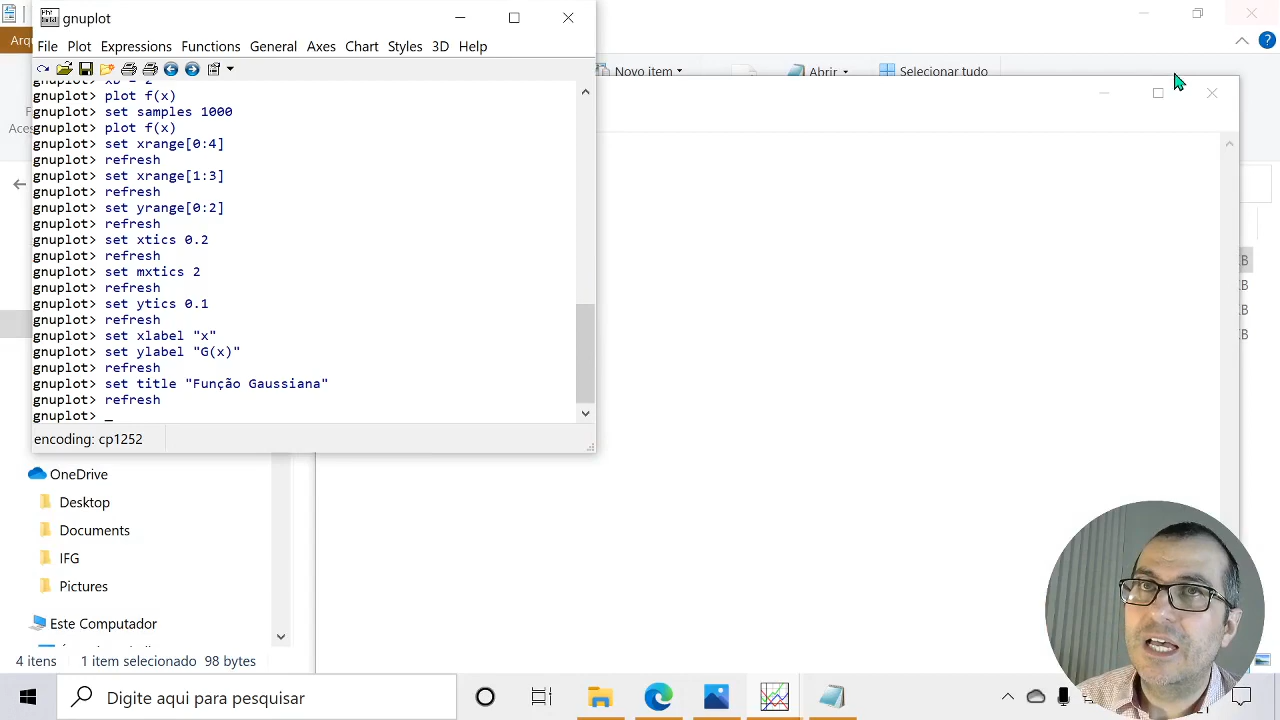 gnuplot
File Plot Expressions Functions General Axes Chart Styles 3D Help
gnuplot> plot f(x)
gnuplot> set samples 1000
gnuplot> plot f(x)
gnuplot> set xrange[0:4]
gnuplot> refresh
gnuplot> set xrange[1:3]
gnuplot> refresh
gnuplot> set yrange[0:2]
gnuplot> refresh
gnuplot> set xtics 0.2
gnuplot> refresh
gnuplot> set mxtics 2
gnuplot> refresh
gnuplot> set ytics 0.1
gnuplot> refresh
gnuplot> set xlabel "x"
gnuplot> set ylabel "G(x)"
gnuplot> refresh
gnuplot> set title "Função Gaussiana"
gnuplot> refresh
gnuplot> _
encoding: cp1252
Novo item
Abrir
Selecionar tudo
OneDrive
Desktop
Documents
IFG
Pictures
Este Computador
4 itens
1 item selecionado 98 bytes
Digite aqui para pesquisar